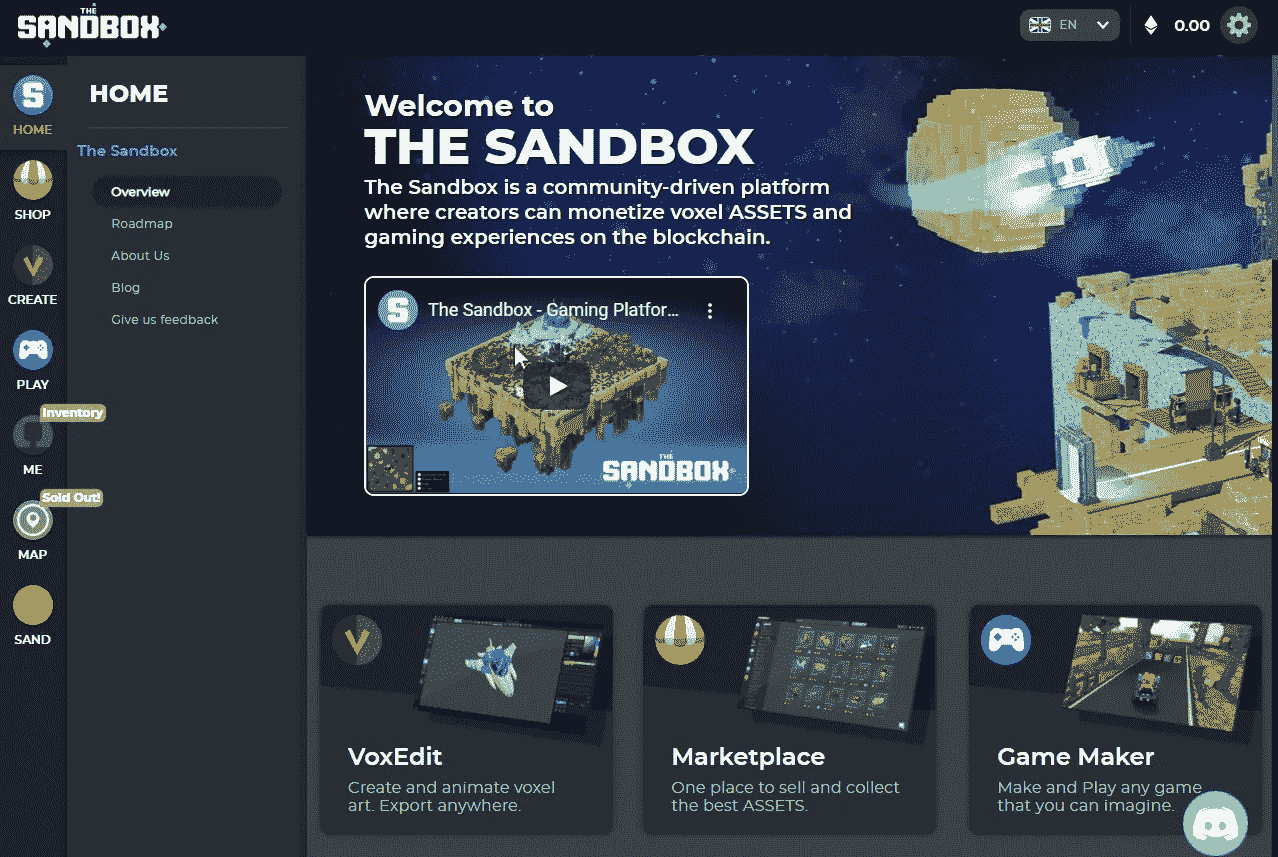 THE
SANDBOX
EN
0.00
S
HOME
SHOP
CREATE
PLAY
Inventory
ME
Sold Out!
MAP
SAND
HOME
The Sandbox
Overview
Roadmap
About Us
Blog
Give us feedback
Welcome to
THE SANDBOX
The Sandbox is a community-driven platform
where creators can monetize voxel ASSETS and
gaming experiences on the blockchain.
S
The Sandbox - Gaming Platfor...
THE
SANDBOX
V
VoxEdit
Create and animate voxel
art. Export anywhere.
Marketplace
One place to sell and collect
the best ASSETS.
Game Maker
Make and Play any game
that you can imagine.